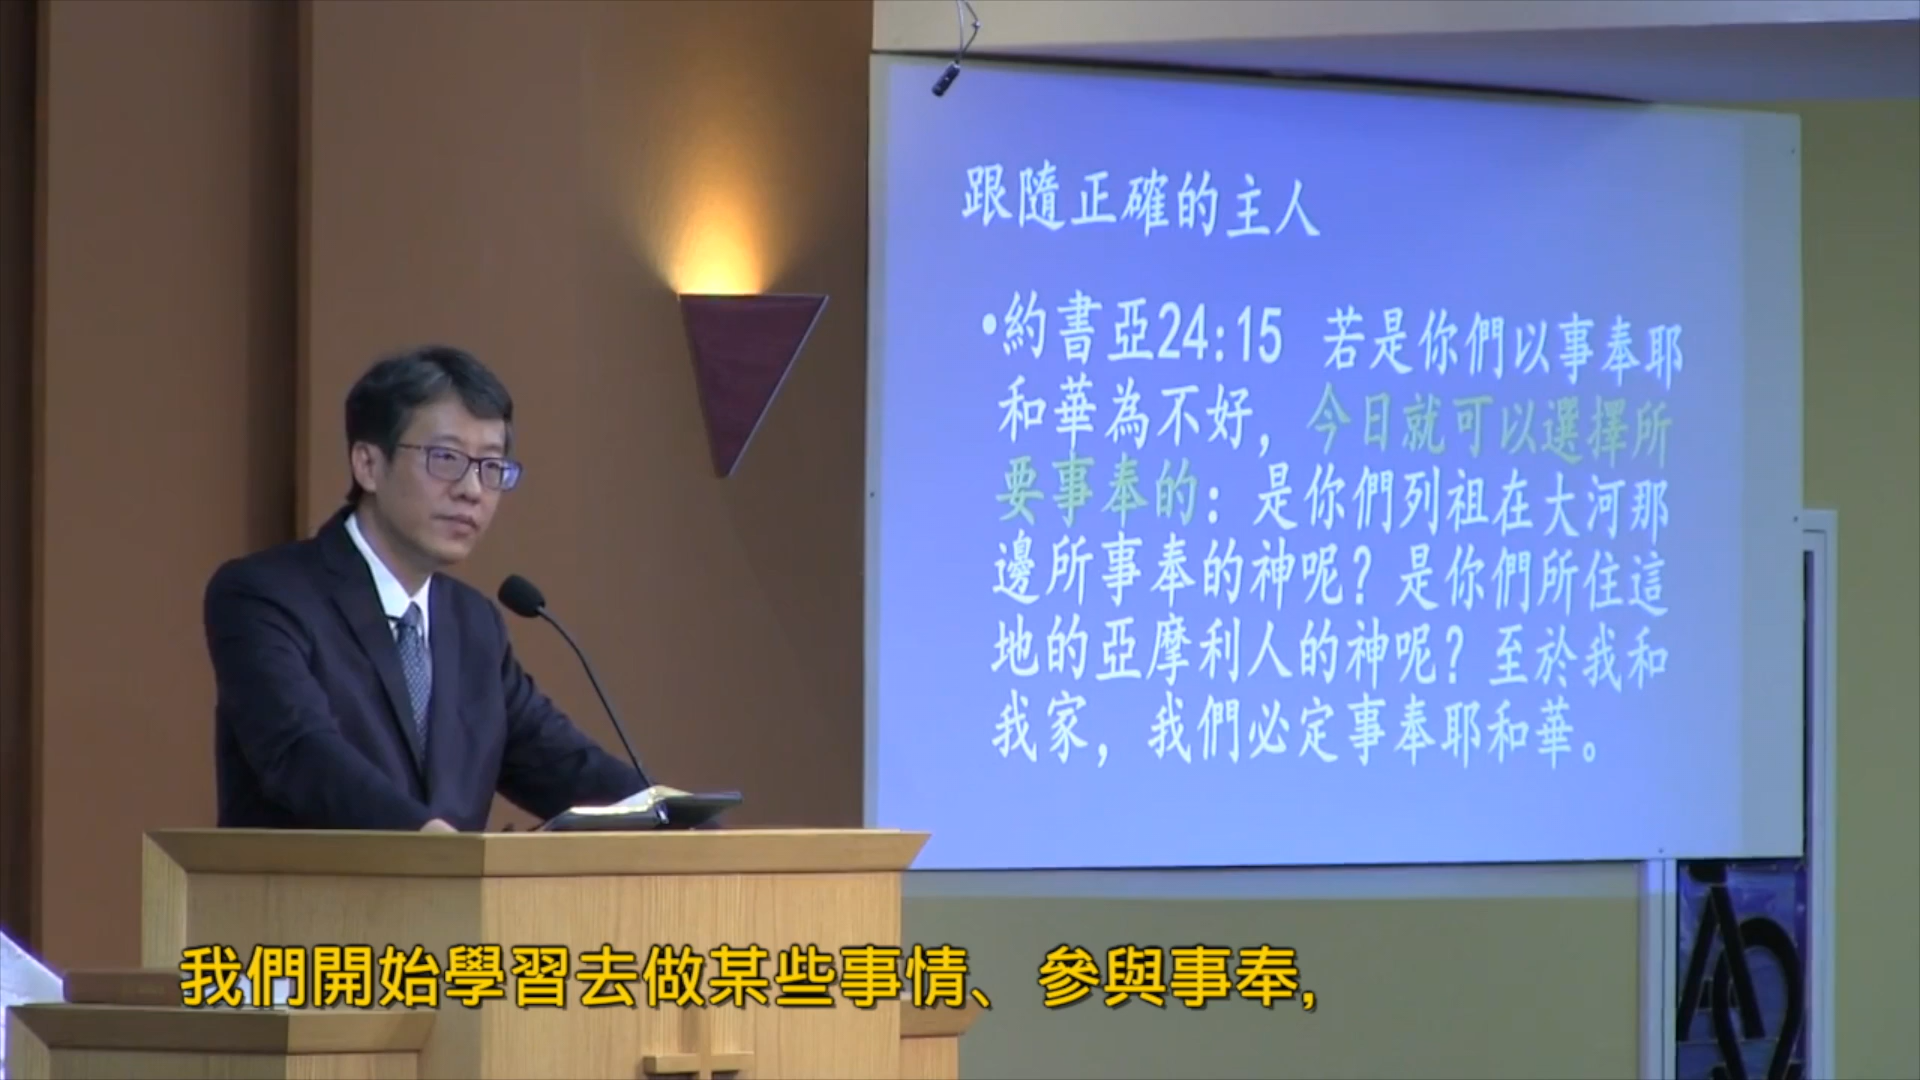 跟隨正確的主人
•約書亞24:15 若是你們以事奉耶
和華為不好，今日就可以選擇所
要事奉的：是你們列祖在大河那
邊所事奉的神呢？是你們所住這
地的亞摩利人的神呢？至於我和
我家，我們必定事奉耶和華。
我們開始學習去做某些事情、參與事奉,